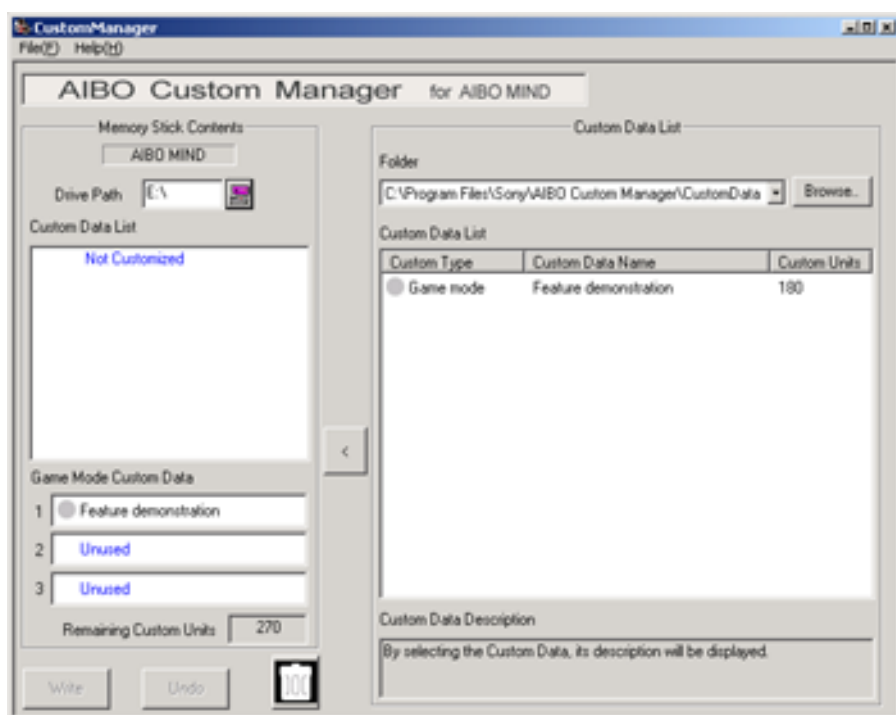 CustomManager
File(F) Help(H)
AIBO Custom Manager for AIBO MIND
Memory Stick Contents
AIBO MIND
Drive Path E:\
Custom Data List
Not Customized
Game Mode Custom Data
1 Feature demonstration
2 Unused
3 Unused
Remaining Custom Units 270
Write Undo
<
Custom Data List
Folder
C:\Program Files\Sony\AIBO Custom Manager\CustomData Browse..
Custom Data List
Custom Type Custom Data Name Custom Units
Game mode Feature demonstration 180
Custom Data Description
By selecting the Custom Data, its description will be displayed.